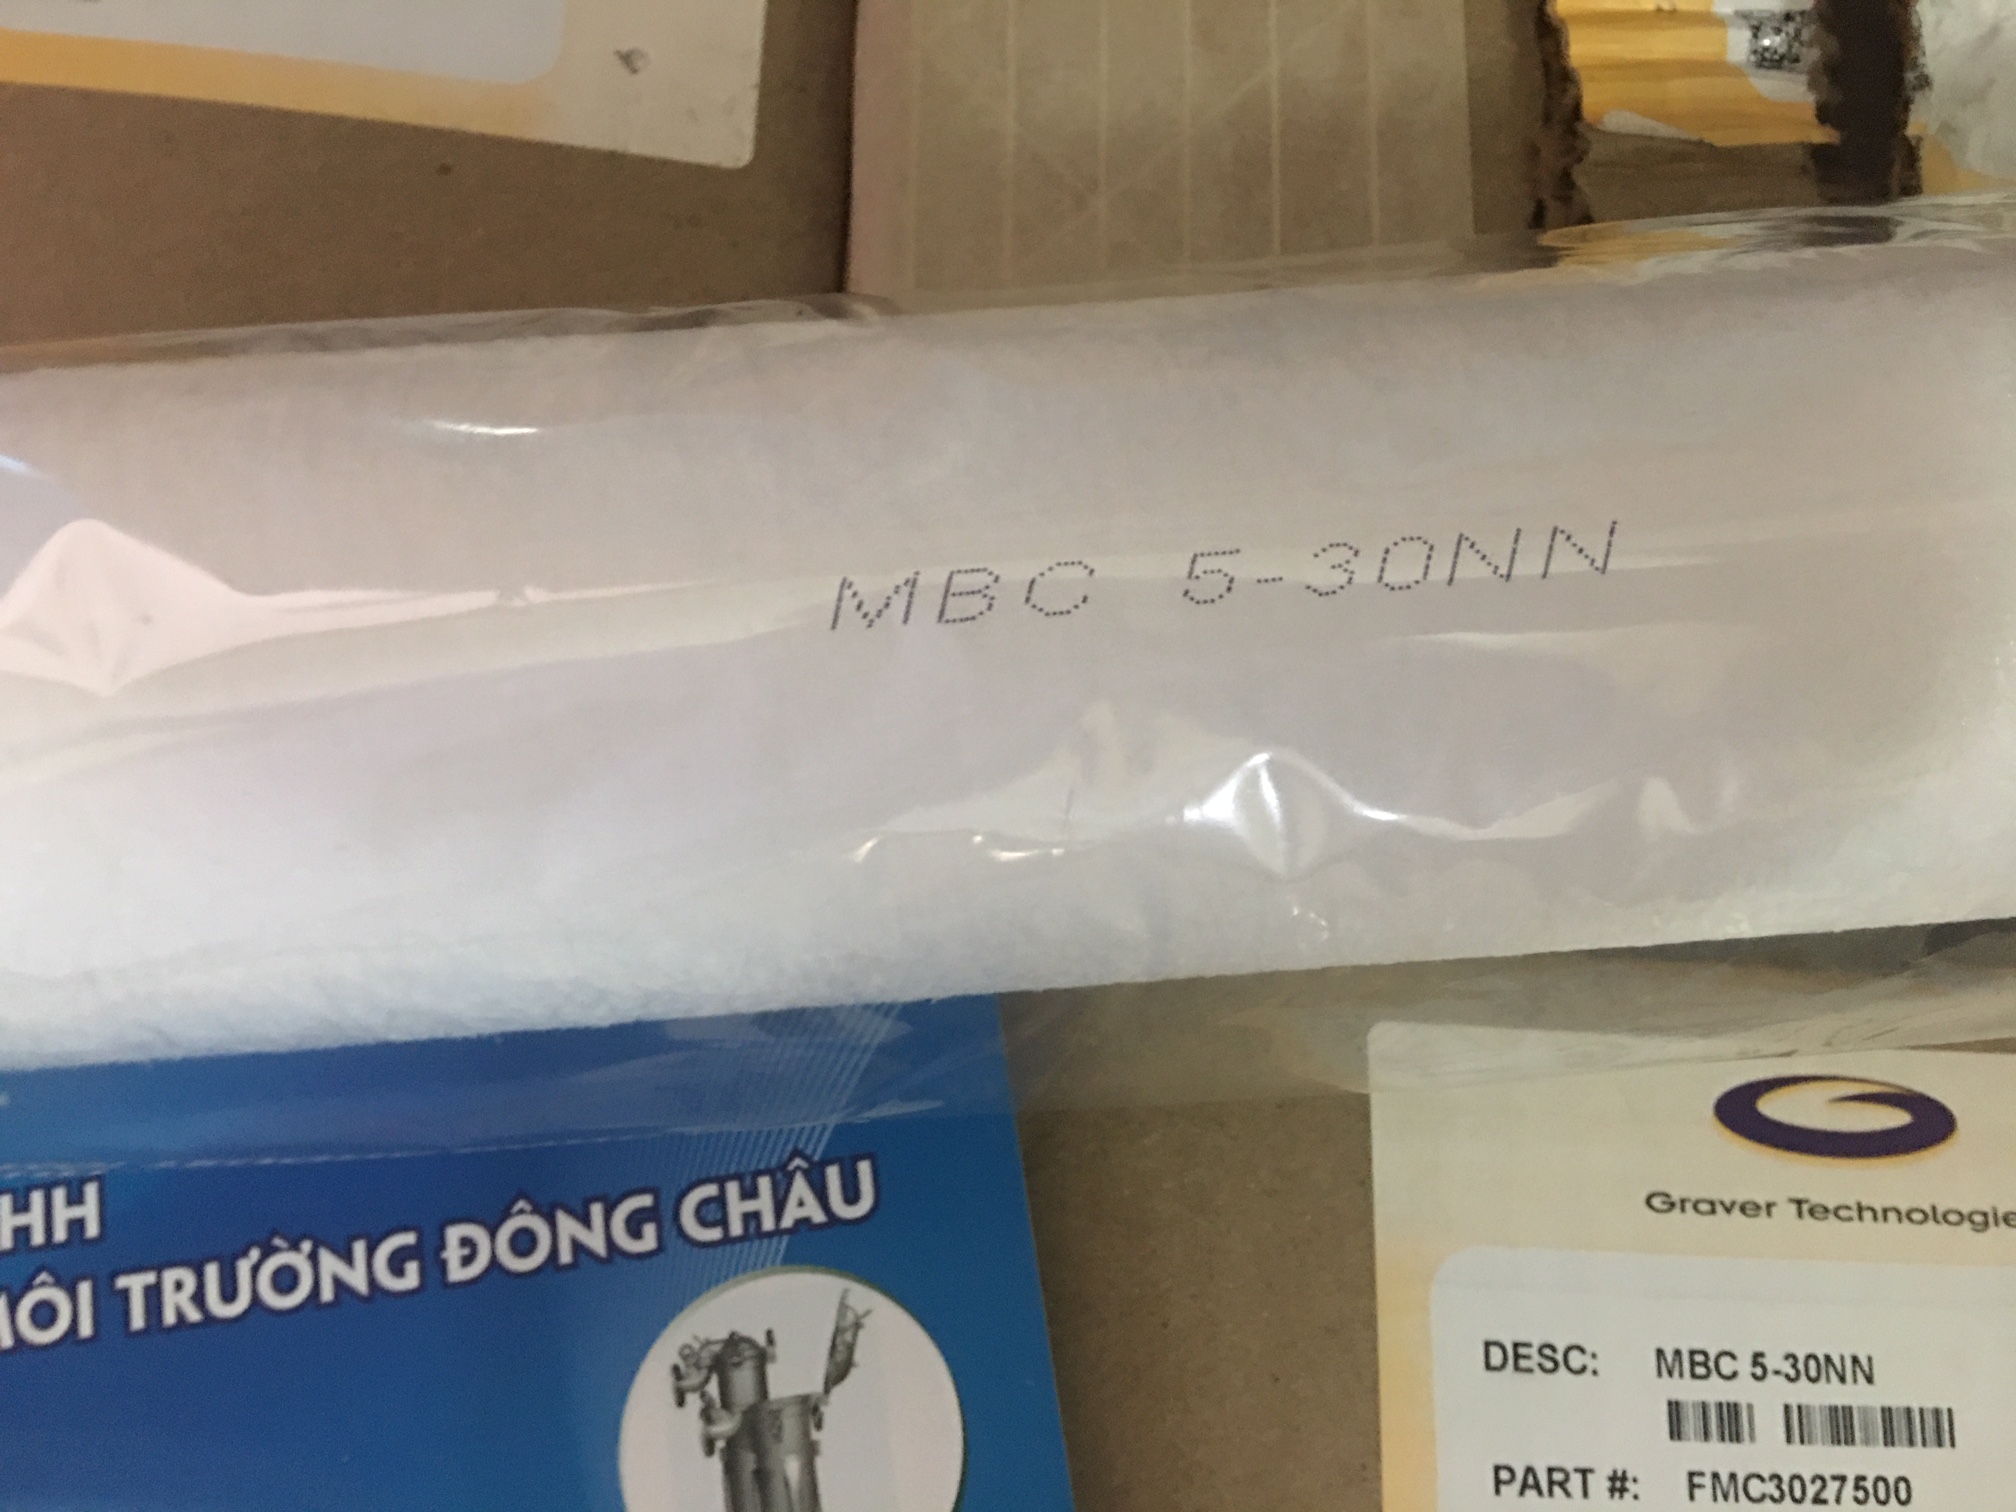 MBC 5-30NN
HH
MÔI TRƯỜNG ĐÔNG CHÂU
Graver Technologie
DESC: MBC 5-30NN
PART #: FMC3027500